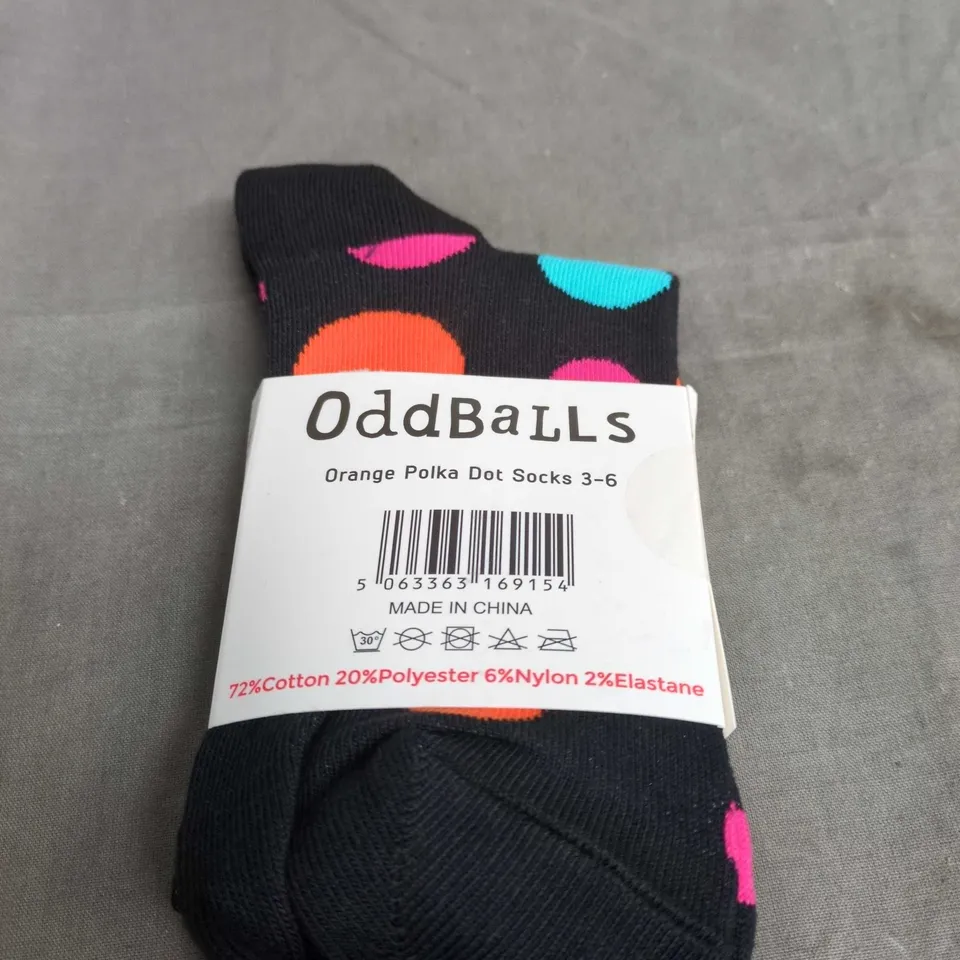 OddBaLLs
Orange Polka Dot Socks 3-6
5 063363 169154
MADE IN CHINA
30°
72%Cotton 20%Polyester 6%Nylon 2%Elastane